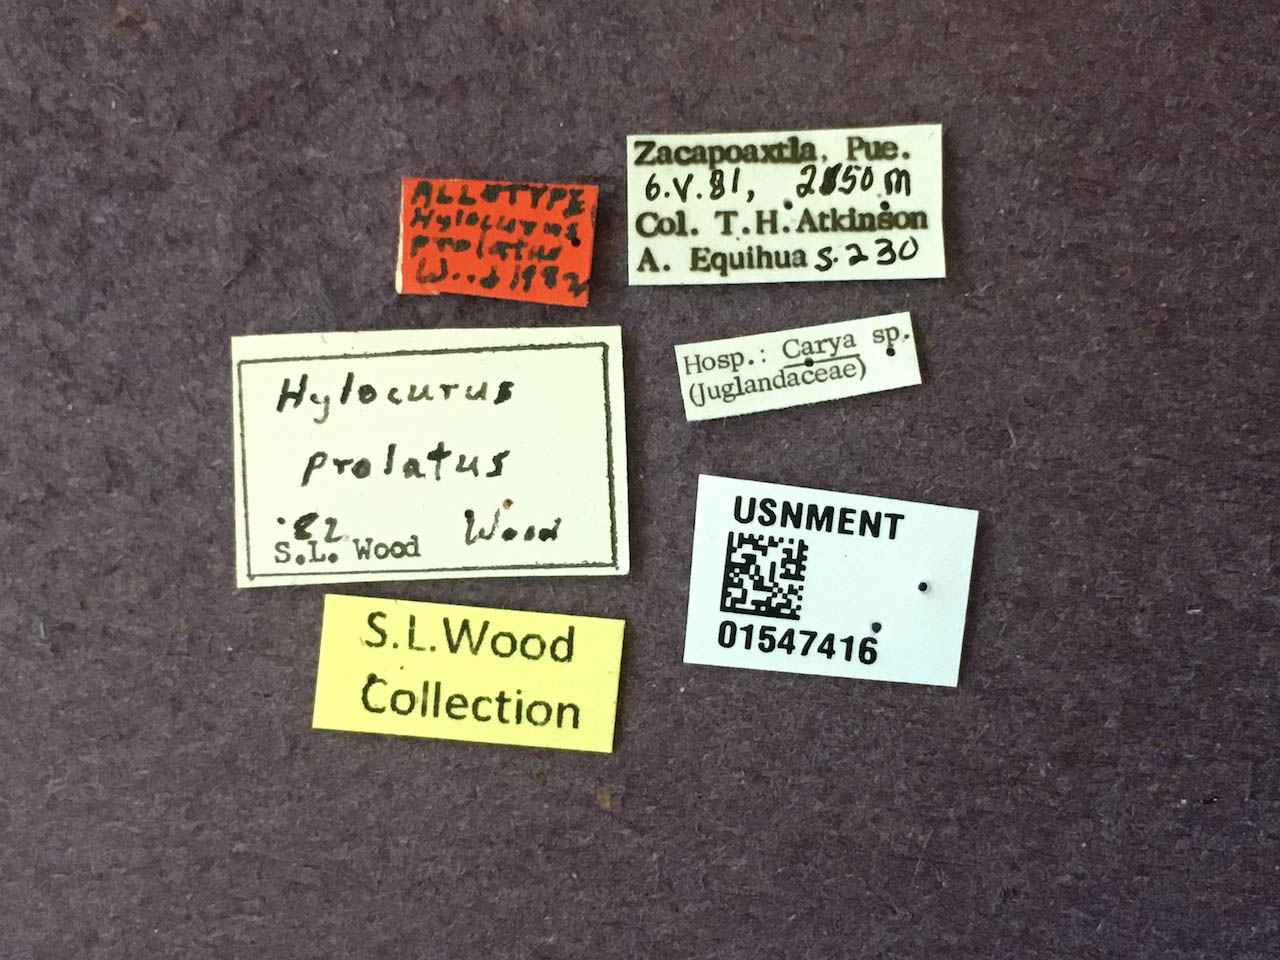 ALLOTYPE
Hylocurus
prolatus
Wood 1982
Zacapoaxtla, Pue.
6.V.81, m
Col. T.H. Atkinson
A. Equihua S.230
Hosp.: Carya sp.
(Juglandaceae)
Hylocurus
prolatus
'82 Wood
S.L. Wood
USNMENT
01547416
S.L.Wood
Collection